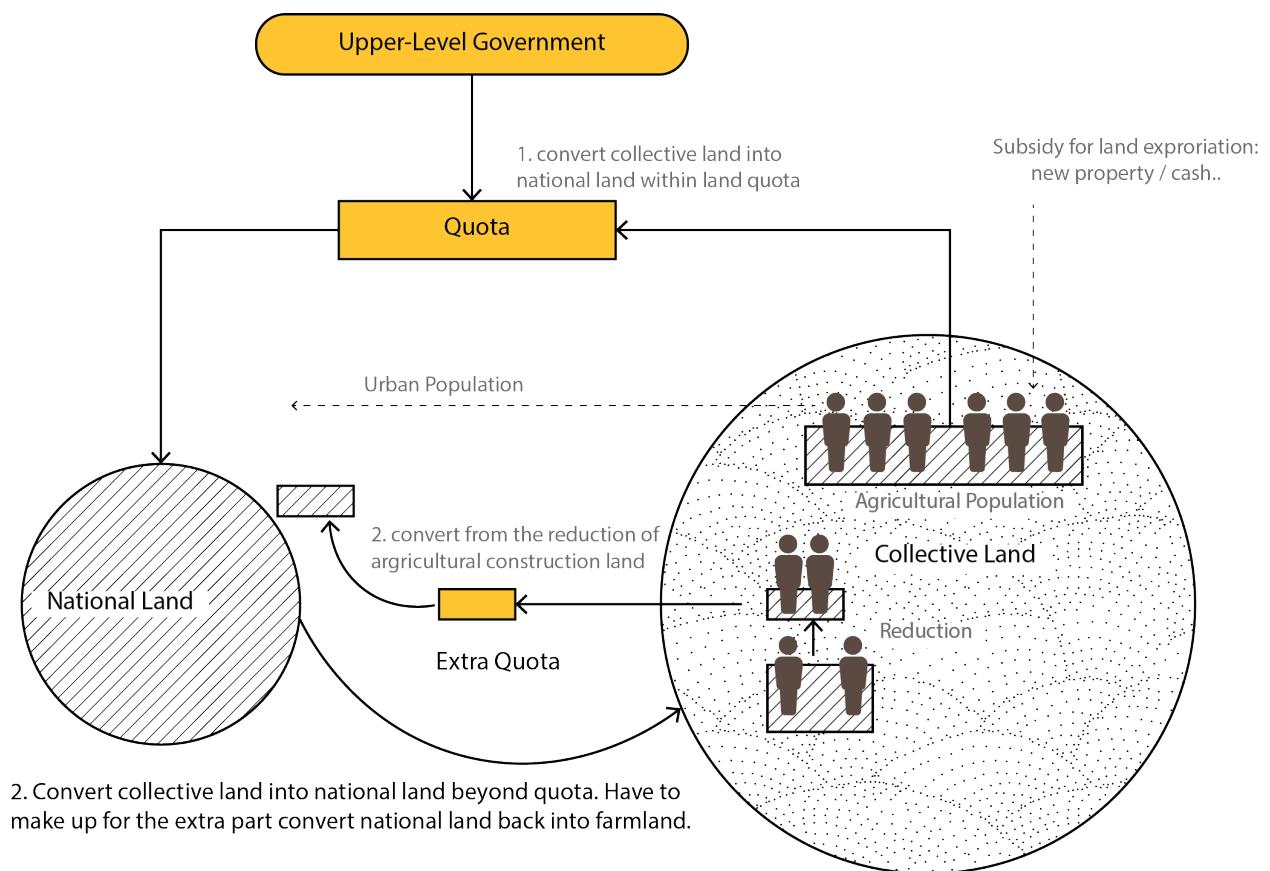 Upper-Level Government
1. convert collective land into
national land within land quota
Subsidy for land exproriation:
new property / cash..
Quota
Urban Population
Agricultural Population
2. convert from the reduction of
argricultural construction land
Collective Land
National Land
Reduction
Extra Quota
2. Convert collective land into national land beyond quota. Have to
make up for the extra part convert national land back into farmland.